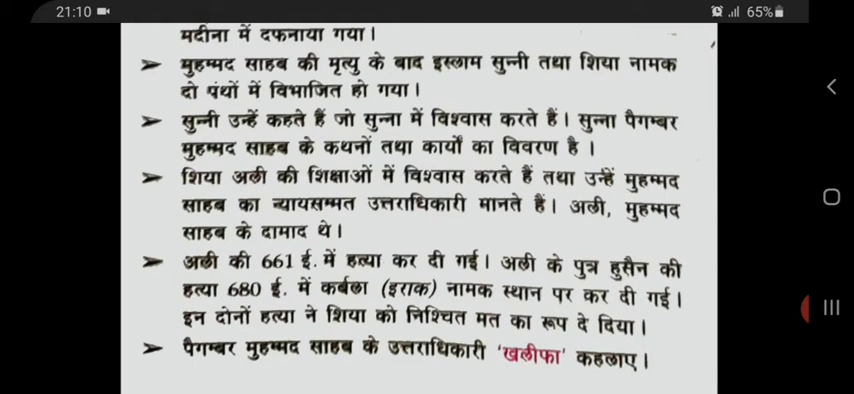 21:10
65%
मदीना में दफनाया गया।
➢ मुहम्मद साहब की मृत्यु के बाद इस्लाम सुन्नी तथा शिया नामक
दो पंथों में विभाजित हो गया।
➢ सुन्नी उन्हें कहते हैं जो सुन्ना में विश्वास करते हैं। सुन्ना पैगम्बर
मुहम्मद साहब के कथनों तथा कार्यों का विवरण है ।
➢ शिया अली की शिक्षाओं में विश्वास करते हैं तथा उन्हें मुहम्मद
साहब का न्यायसम्मत उत्तराधिकारी मानते हैं। अली, मुहम्मद
साहब के दामाद थे।
➢ अली की 661 ई. में हत्या कर दी गई। अली के पुत्र हुसैन की
हत्या 680 ई. में कर्बला (इराक) नामक स्थान पर कर दी गई।
इन दोनों हत्या ने शिया को निश्चित मत का रूप दे दिया।
➢ पैगम्बर मुहम्मद साहब के उत्तराधिकारी ‘खलीफा’ कहलाए।